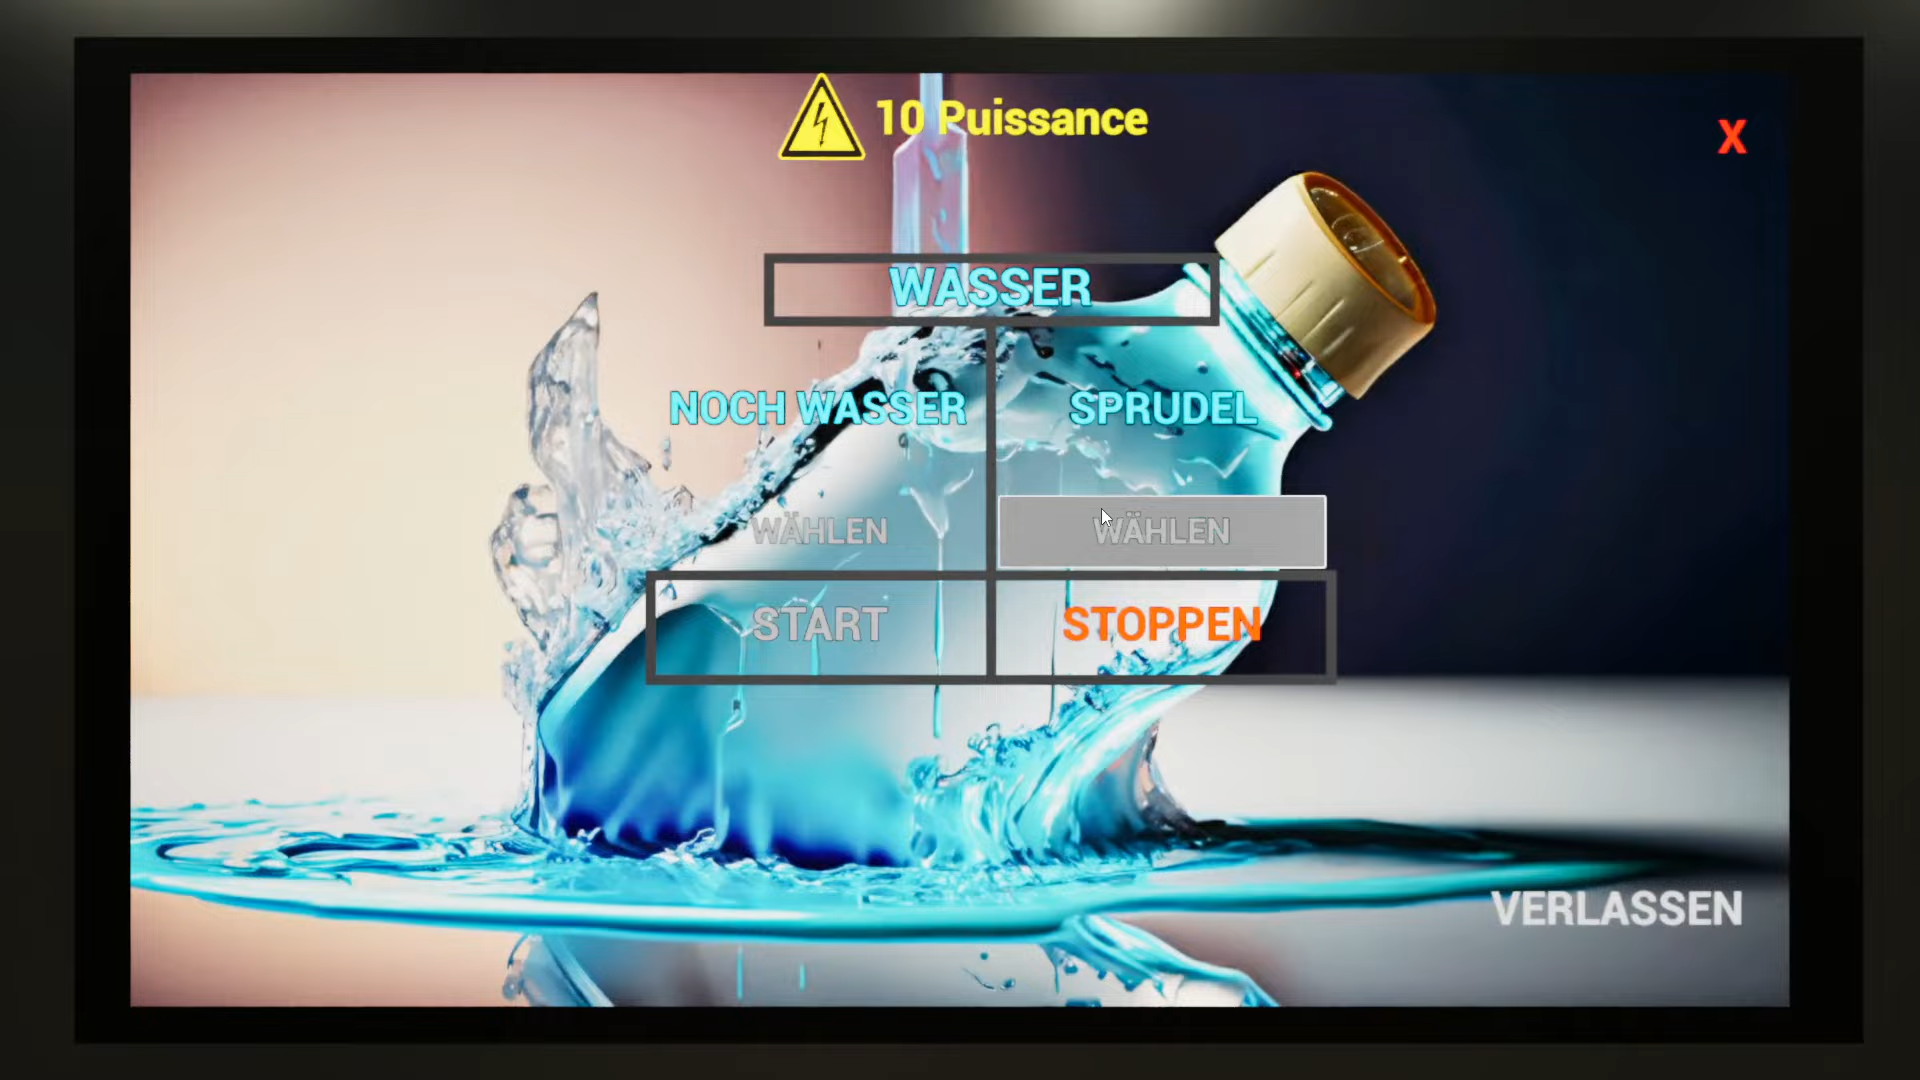 10 Puissance
X
WASSER
NOCH WASSER
SPRUDEL
WÄHLEN
WÄHLEN
START
STOPPEN
VERLASSEN